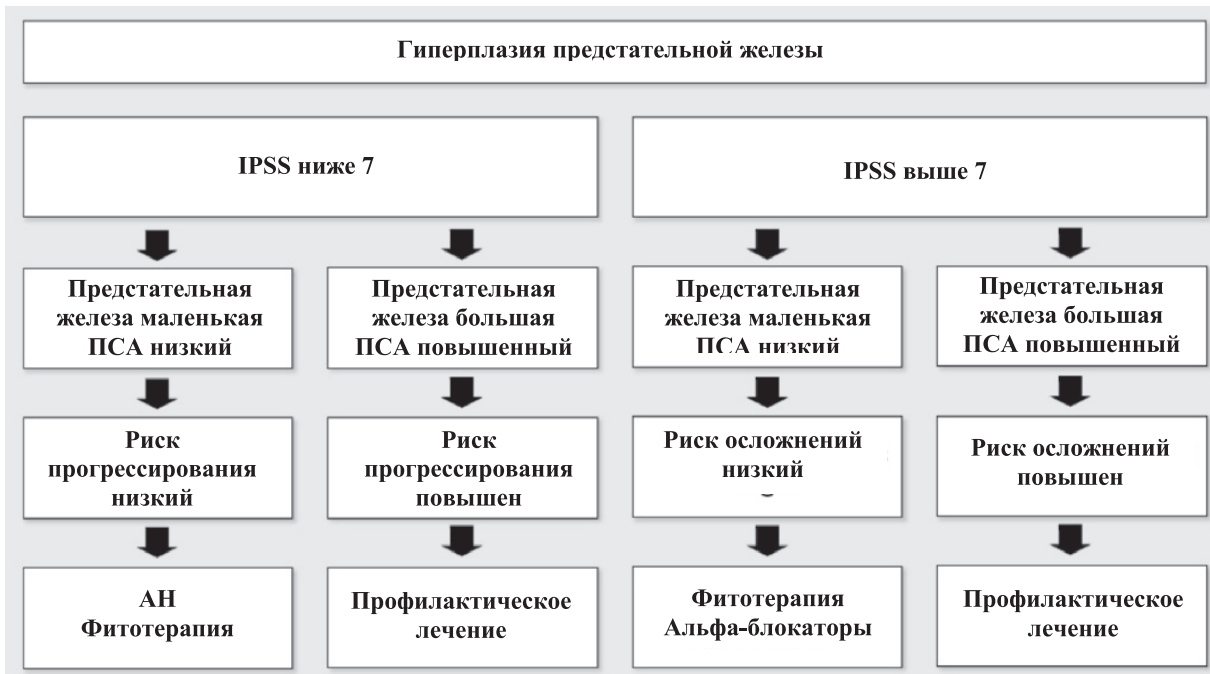 Гиперплазия предстательной железы
IPSS ниже 7
IPSS выше 7
Предстательная
железа маленькая
ПСА низкий
Предстательная
железа большая
ПСА повышенный
Предстательная
железа маленькая
ПСА низкий
Предстательная
железа большая
ПСА повышенный
Риск
прогрессирования
низкий
Риск
прогрессирования
повышен
Риск осложнений
низкий
Риск осложнений
повышен
АН
Фитотерапия
Профилактическое
лечение
Фитотерапия
Альфа-блокаторы
Профилактическое
лечение